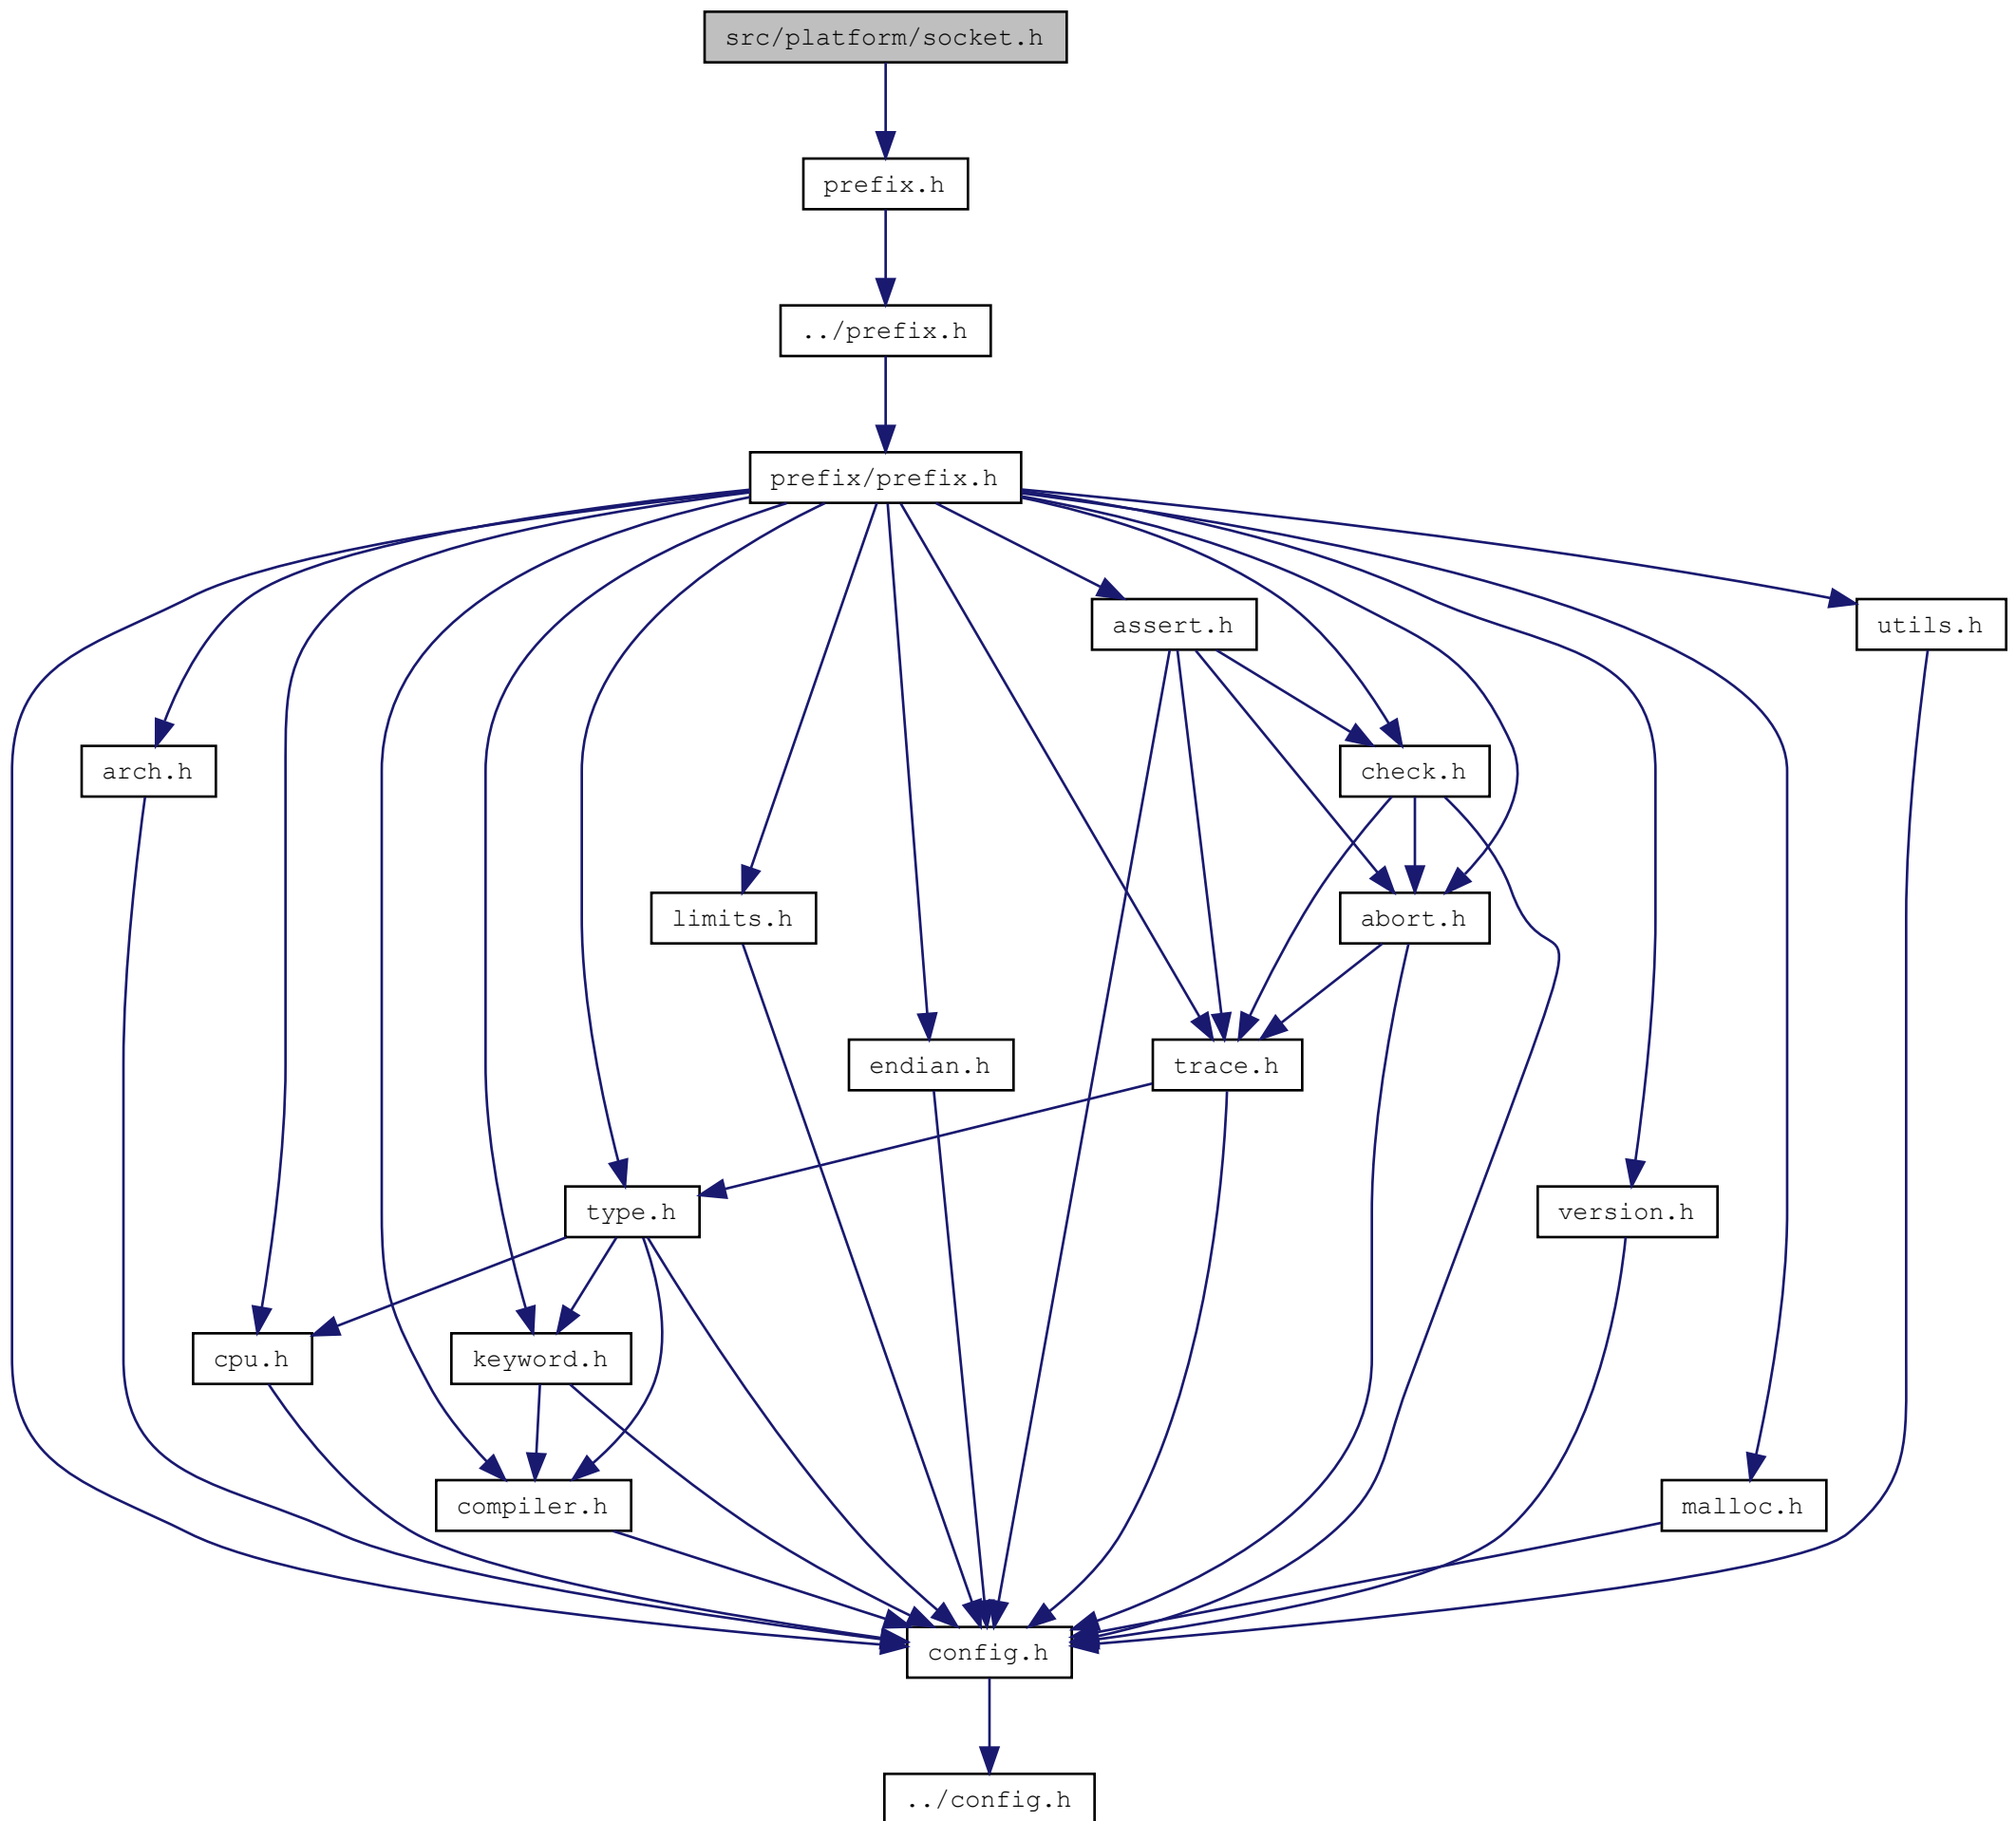 src/platform/socket.h
prefix.h
../prefix.h
prefix/prefix.h
assert.h
utils.h
arch.h
check.h
limits.h
abort.h
endian.h
trace.h
type.h
version.h
cpu.h
keyword.h
compiler.h
malloc.h
config.h
../config.h